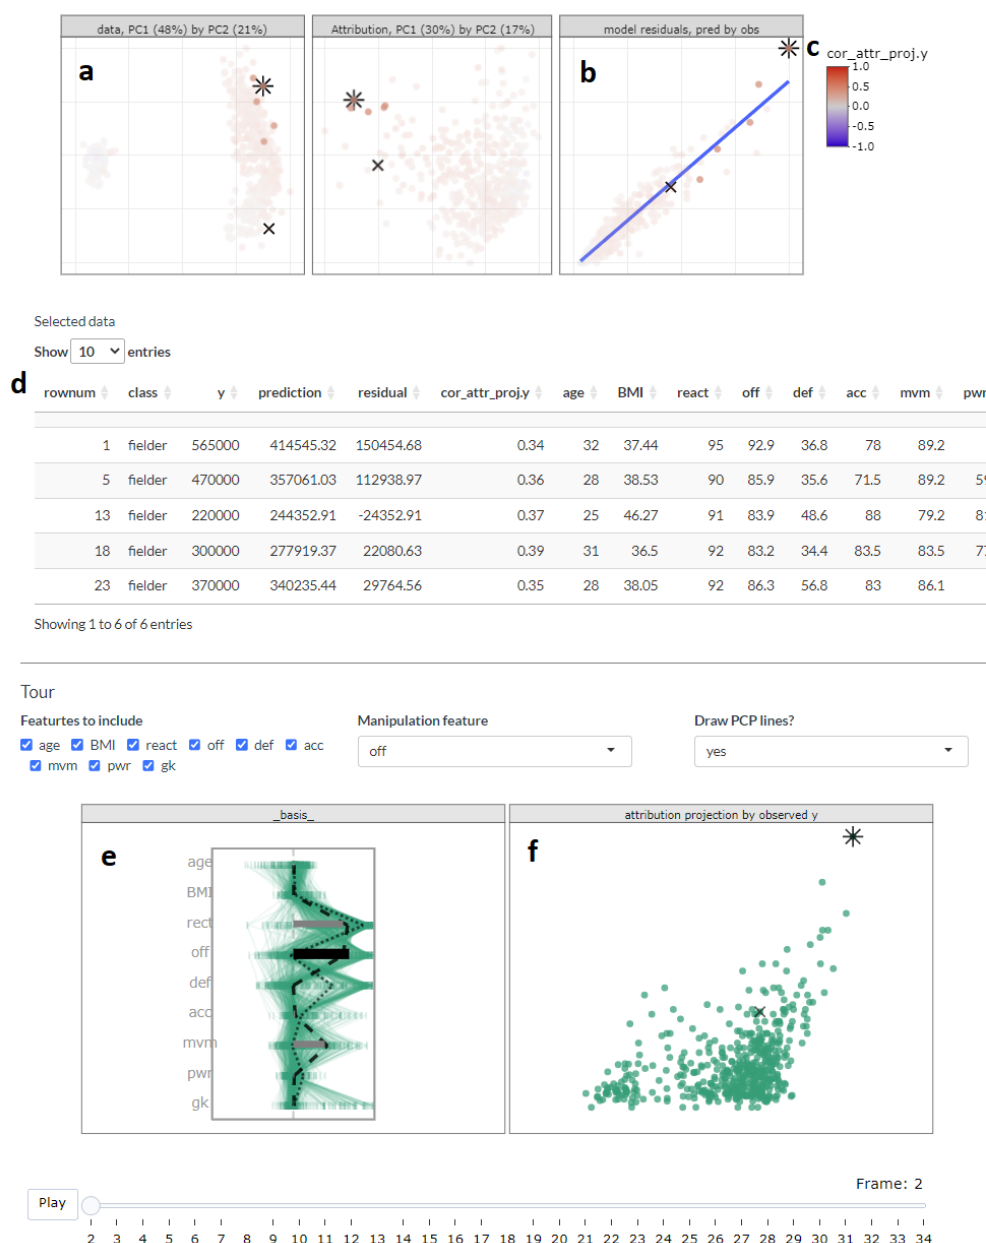 data, PC1 (48%) by PC2 (21%)
Attribution, PC1 (30%) by PC2 (17%)
model residuals, pred by obs
a
b
c
cor_attr_proj.y
1.0
0.5
0.0
-0.5
-1.0
Selected data
Show 10 entries
d
rownum class y prediction residual cor_attr_proj.y age BMI react off def acc mvm pwr
1 fielder 565000 414545.32 150454.68 0.34 32 37.44 95 92.9 36.8 78 89.2
5 fielder 470000 357061.03 112938.97 0.36 28 38.53 90 85.9 35.6 71.5 89.2 59
13 fielder 220000 244352.91 -24352.91 0.37 25 46.27 91 83.9 48.6 88 79.2 81
18 fielder 300000 277919.37 22080.63 0.39 31 36.5 92 83.2 34.4 83.5 83.5 77
23 fielder 370000 340235.44 29764.56 0.35 28 38.05 92 86.3 56.8 83 86.1
Showing 1 to 6 of 6 entries
Tour
Featurtes to include
age BMI react off def acc
mvm pwr gk
Manipulation feature
off
Draw PCP lines?
yes
_basis_
attribution projection by observed y
e
f
age
BMI
rect
off
def
acc
mvm
pwr
gk
Frame: 2
Play
2 3 4 5 6 7 8 9 10 11 12 13 14 15 16 17 18 19 20 21 22 23 24 25 26 27 28 29 30 31 32 33 34